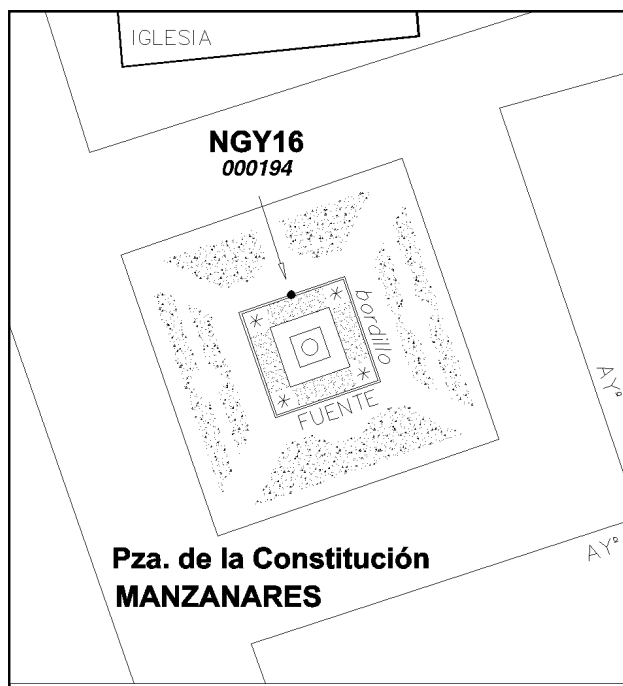 IGLESIA
NGY16
000194
bordillo
FUENTE
AYº
AYº
Pza. de la Constitución
MANZANARES